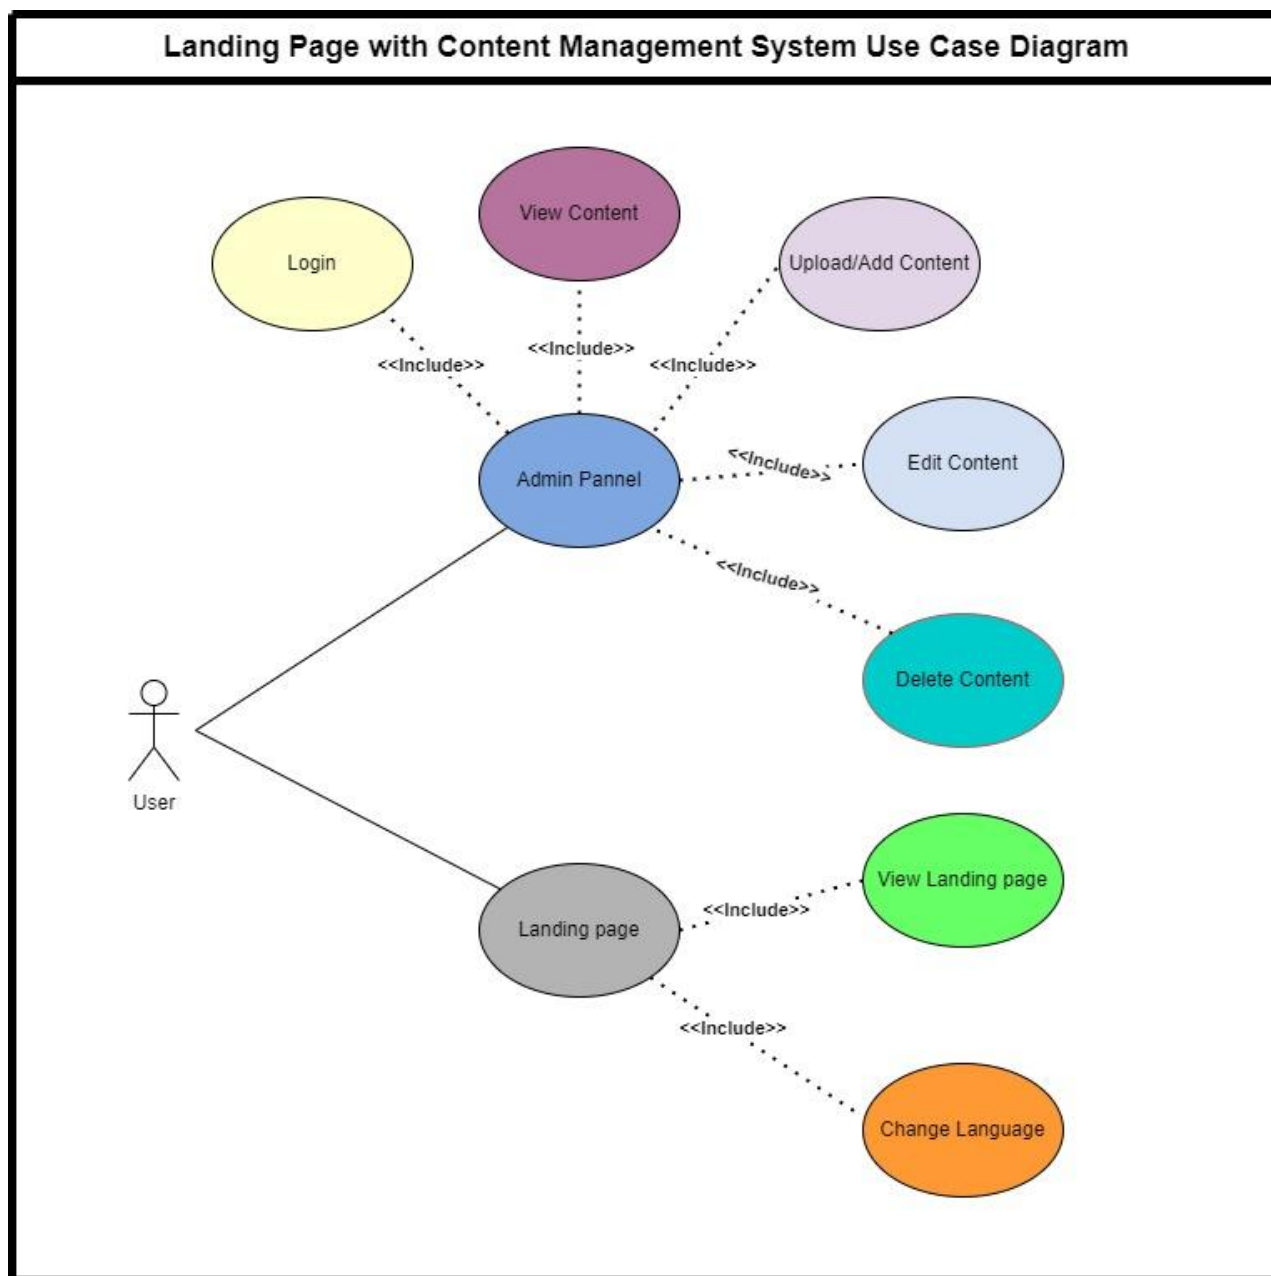 Landing Page with Content Management System Use Case Diagram
View Content
Login
Upload/Add Content
<<Include>>
<<Include>>
<<Include>>
<<Include>>
Edit Content
Admin Pannel
<<Include>>
Delete Content
User
View Landing page
<<Include>>
Landing page
<<Include>>
Change Language